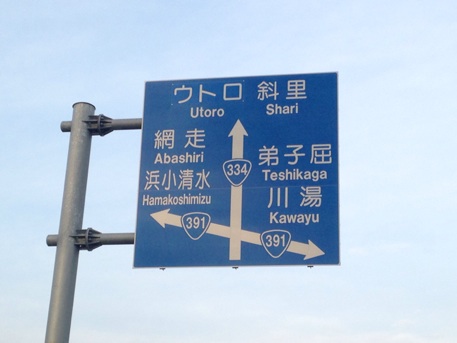 ウトロ 斜里
Utoro Shari
網走
Abashiri
浜小清水
Hamakoshimizu
334
弟子屈
Teshikaga
川湯
Kawayu
391
391